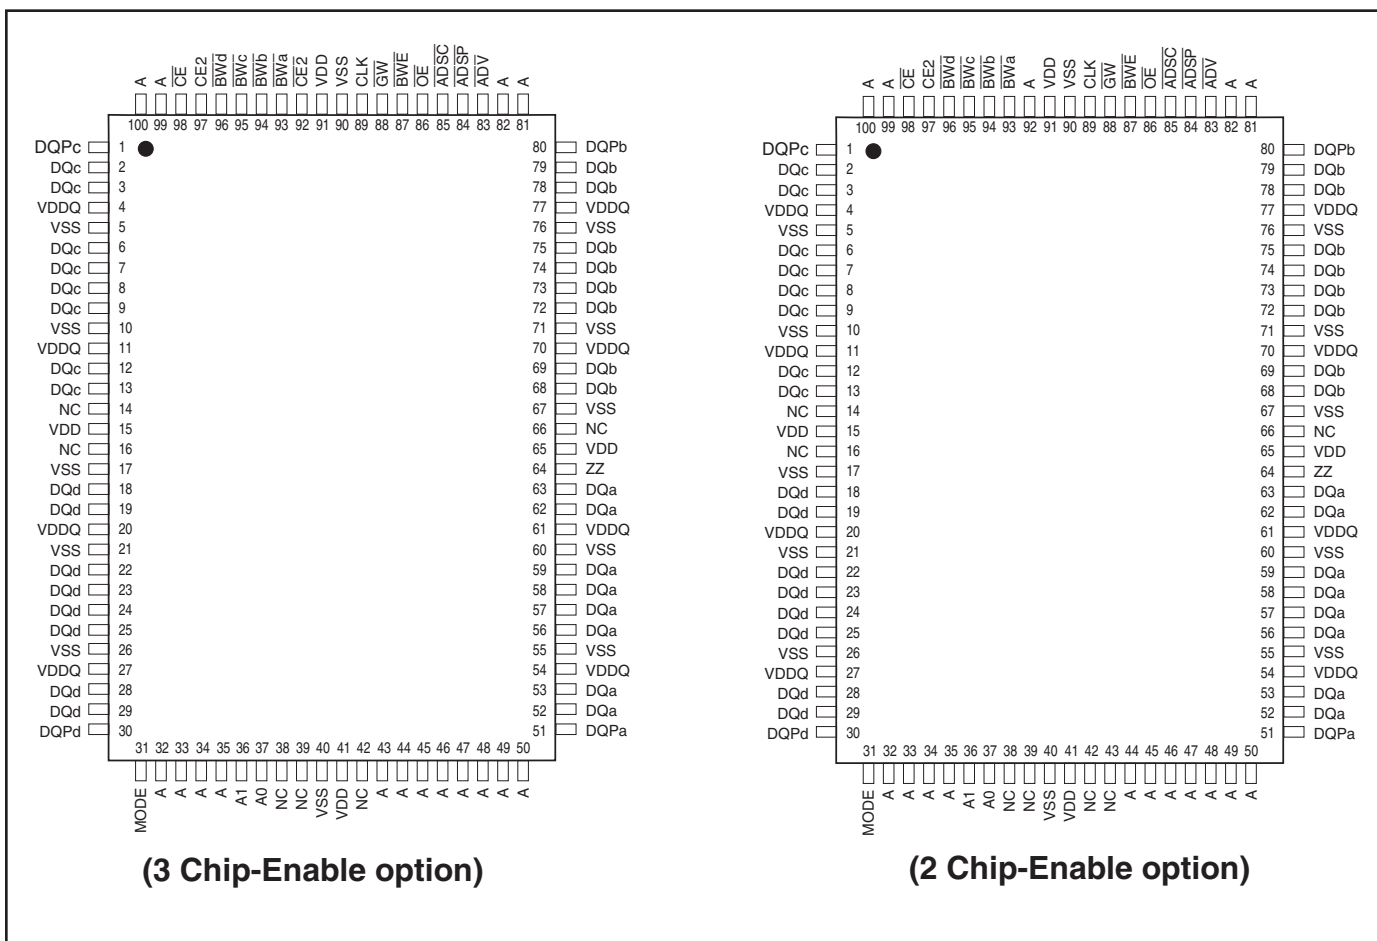 A A CE CE2 BWd BWc BWb BWa CE2 VDD VSS CLK GW BWE OE ADSC ADSP ADV A A
100 99 98 97 96 95 94 93 92 91 90 89 88 87 86 85 84 83 82 81
DQPc 1 80 DQPb
DQc 2 79 DQb
DQc 3 78 DQb
VDDQ 4 77 VDDQ
VSS 5 76 VSS
DQc 6 75 DQb
DQc 7 74 DQb
DQc 8 73 DQb
DQc 9 72 DQb
VSS 10 71 VSS
VDDQ 11 70 VDDQ
DQc 12 69 DQb
DQc 13 68 DQb
NC 14 67 VSS
VDD 15 66 NC
NC 16 65 VDD
VSS 17 64 ZZ
DQd 18 63 DQa
DQd 19 62 DQa
VDDQ 20 61 VDDQ
VSS 21 60 VSS
DQd 22 59 DQa
DQd 23 58 DQa
DQd 24 57 DQa
DQd 25 56 DQa
VSS 26 55 VSS
VDDQ 27 54 VDDQ
DQd 28 53 DQa
DQd 29 52 DQa
DQPd 30 51 DQPa
31 32 33 34 35 36 37 38 39 40 41 42 43 44 45 46 47 48 49 50
MODE A A A A A1 A0 NC NC VSS VDD NC A A A A A A A A
(3 Chip-Enable option)
A A CE CE2 BWd BWc BWb BWa A VDD VSS CLK GW BWE OE ADSC ADSP ADV A A
100 99 98 97 96 95 94 93 92 91 90 89 88 87 86 85 84 83 82 81
DQPc 1 80 DQPb
DQc 2 79 DQb
DQc 3 78 DQb
VDDQ 4 77 VDDQ
VSS 5 76 VSS
DQc 6 75 DQb
DQc 7 74 DQb
DQc 8 73 DQb
DQc 9 72 DQb
VSS 10 71 VSS
VDDQ 11 70 VDDQ
DQc 12 69 DQb
DQc 13 68 DQb
NC 14 67 VSS
VDD 15 66 NC
NC 16 65 VDD
VSS 17 64 ZZ
DQd 18 63 DQa
DQd 19 62 DQa
VDDQ 20 61 VDDQ
VSS 21 60 VSS
DQd 22 59 DQa
DQd 23 58 DQa
DQd 24 57 DQa
DQd 25 56 DQa
VSS 26 55 VSS
VDDQ 27 54 VDDQ
DQd 28 53 DQa
DQd 29 52 DQa
DQPd 30 51 DQPa
31 32 33 34 35 36 37 38 39 40 41 42 43 44 45 46 47 48 49 50
MODE A A A A A1 A0 NC NC VSS VDD NC NC A A A A A A A
(2 Chip-Enable option)